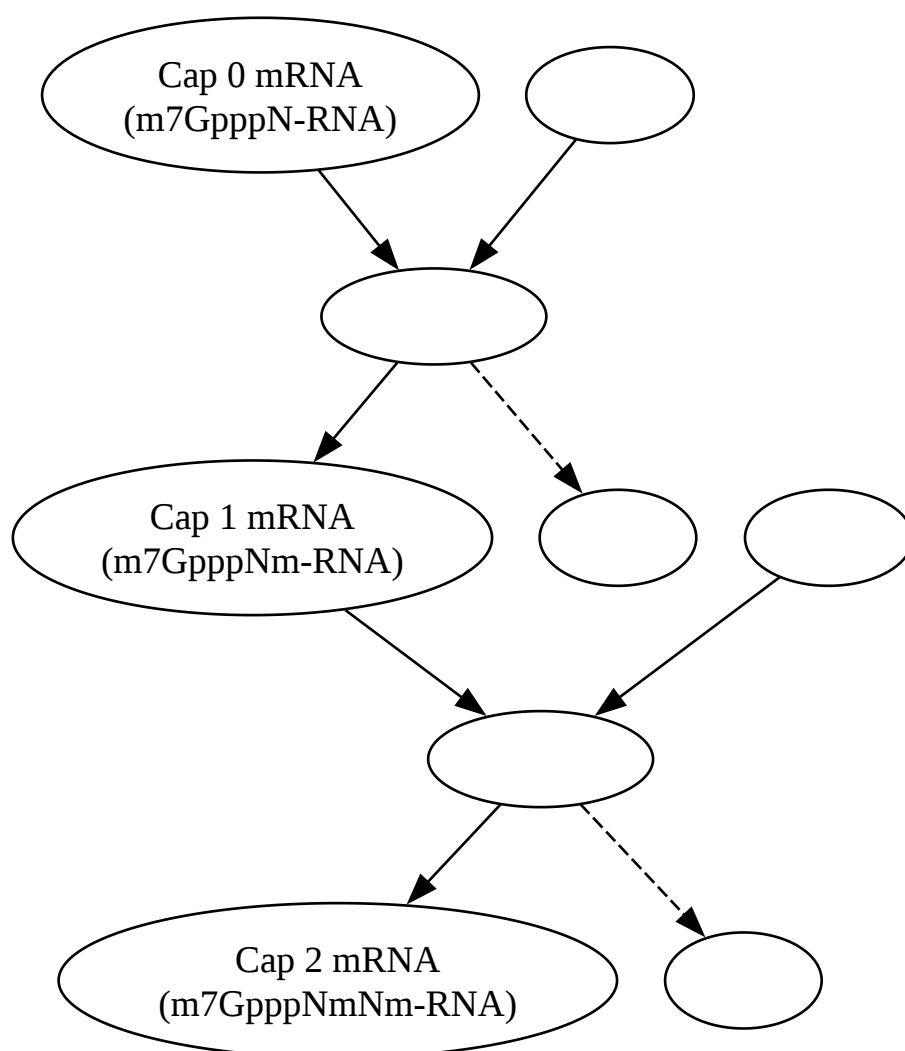 Cap 0 mRNA
(m7GpppN-RNA)
Cap 1 mRNA
(m7GpppNm-RNA)
Cap 2 mRNA
(m7GpppNmNm-RNA)